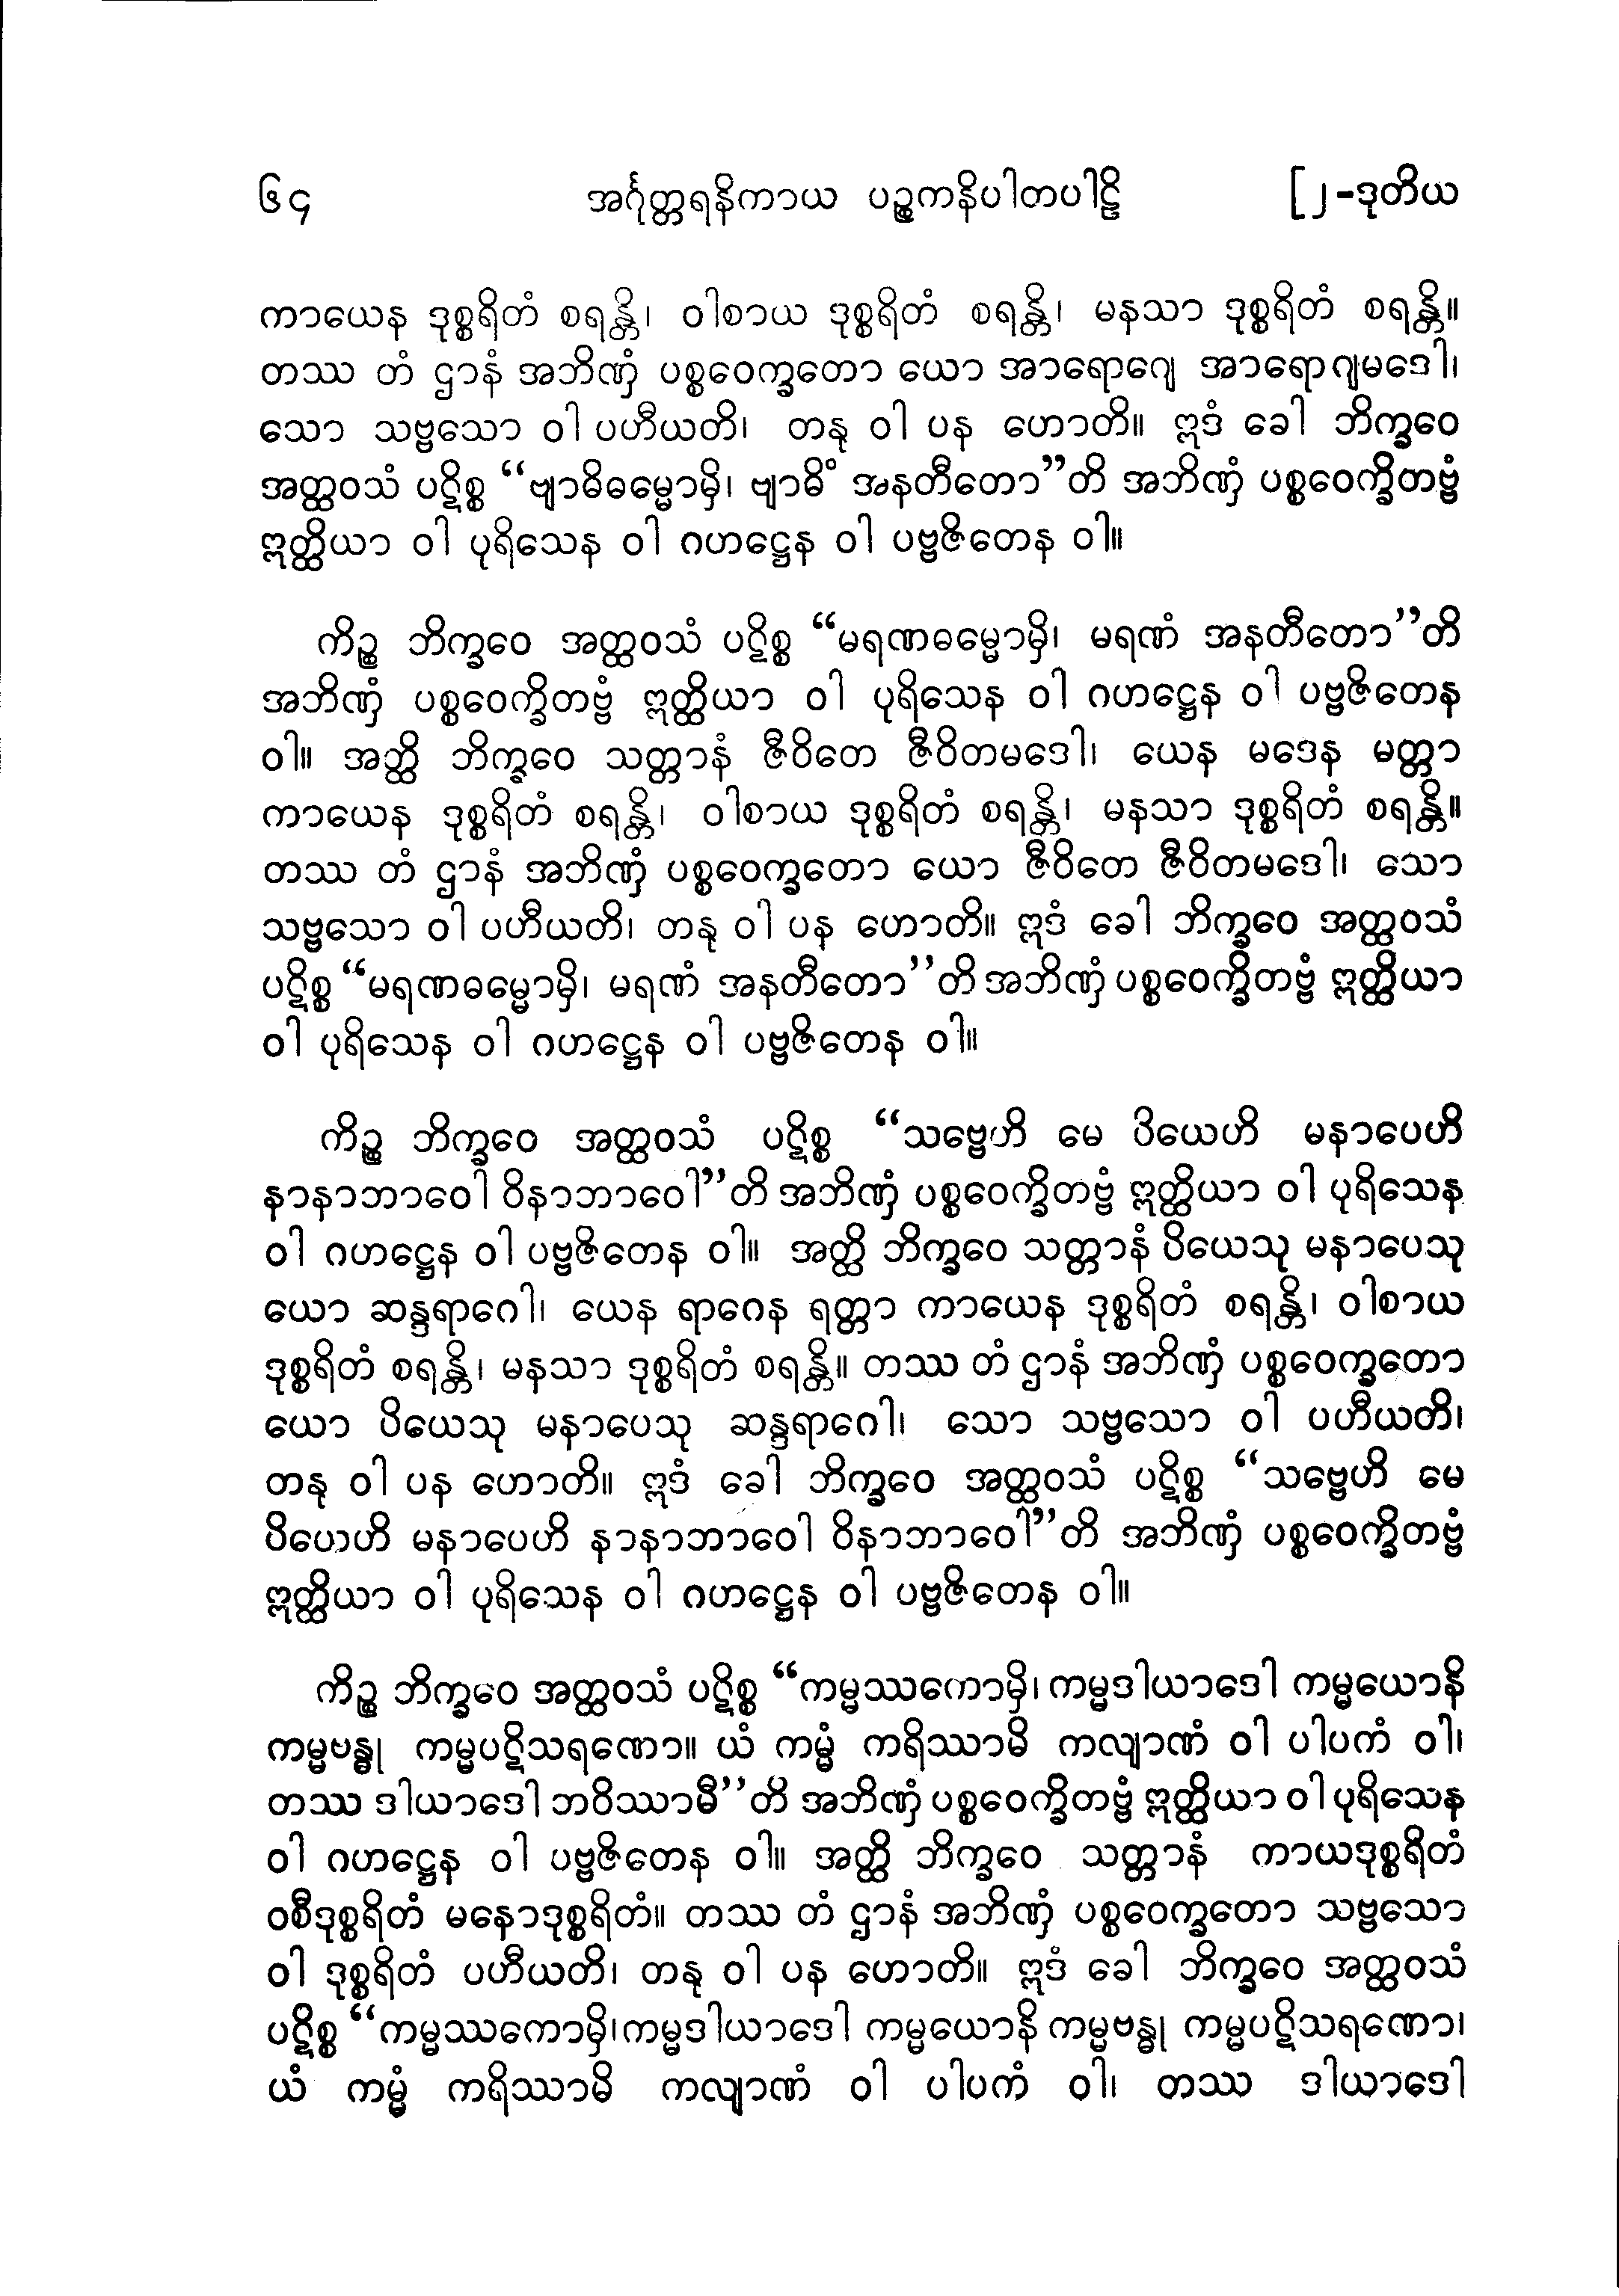 ၆၄ အင်္ဂုတ္တရနိကာယ ပဉ္စကနိပါတပါဠိ [၂-ဒုတိယ
ကာယေန ဒုစ္စရိတံ စရန္တိ၊ ဝါစာယ ဒုစ္စရိတံ စရန္တိ၊ မနသာ ဒုစ္စရိတံ စရန္တိ။
တဿ တံ ဌာနံ အဘိဏှံ ပစ္စဝေက္ခတော ယော အာရောဂျေ အာရောဂျမဒေါ၊
သော သဗ္ဗသော ဝါ ပဟီယတိ၊ တနု ဝါ ပန ဟောတိ။ ဣဒံ ခေါ ဘိက္ခဝေ
အတ္ထဝသံ ပဋိစ္စ “ဗျာဓိဓမ္မောမှိ၊ ဗျာဓိံ အနတီတော”တိ အဘိဏှံ ပစ္စဝေက္ခိတဗ္ဗံ
ဣတ္ထိယာ ဝါ ပုရိသေန ဝါ ဂဟဋ္ဌေန ဝါ ပဗ္ဗဇိတေန ဝါ။
ကိဉ္စ ဘိက္ခဝေ အတ္ထဝသံ ပဋိစ္စ “မရဏဓမ္မောမှိ၊ မရဏံ အနတီတော”တိ
အဘိဏှံ ပစ္စဝေက္ခိတဗ္ဗံ ဣတ္ထိယာ ဝါ ပုရိသေန ဝါ ဂဟဋ္ဌေန ဝါ ပဗ္ဗဇိတေန
ဝါ။ အတ္ထိ ဘိက္ခဝေ သတ္တာနံ ဇီဝိတေ ဇီဝိတမဒေါ၊ ယေန မဒေန မတ္တာ
ကာယေန ဒုစ္စရိတံ စရန္တိ၊ ဝါစာယ ဒုစ္စရိတံ စရန္တိ၊ မနသာ ဒုစ္စရိတံ စရန္တိ။
တဿ တံ ဌာနံ အဘိဏှံ ပစ္စဝေက္ခတော ယော ဇီဝိတေ ဇီဝိတမဒေါ၊ သော
သဗ္ဗသော ဝါ ပဟီယတိ၊ တနု ဝါ ပန ဟောတိ။ ဣဒံ ခေါ ဘိက္ခဝေ အတ္ထဝသံ
ပဋိစ္စ “မရဏဓမ္မောမှိ၊ မရဏံ အနတီတော”တိ အဘိဏှံ ပစ္စဝေက္ခိတဗ္ဗံ ဣတ္ထိယာ
ဝါ ပုရိသေန ဝါ ဂဟဋ္ဌေန ဝါ ပဗ္ဗဇိတေန ဝါ။
ကိဉ္စ ဘိက္ခဝေ အတ္ထဝသံ ပဋိစ္စ “သဗ္ဗေဟိ မေ ပိယေဟိ မနာပေဟိ
နာနာဘာဝေါ ဝိနာဘာဝေါ”တိ အဘိဏှံ ပစ္စဝေက္ခိတဗ္ဗံ ဣတ္ထိယာ ဝါ ပုရိသေန
ဝါ ဂဟဋ္ဌေန ဝါ ပဗ္ဗဇိတေန ဝါ။ အတ္ထိ ဘိက္ခဝေ သတ္တာနံ ပိယေသု မနာပေသု
ယော ဆန္ဒရာဂေါ၊ ယေန ရာဂေန ရတ္တာ ကာယေန ဒုစ္စရိတံ စရန္တိ၊ ဝါစာယ
ဒုစ္စရိတံ စရန္တိ၊ မနသာ ဒုစ္စရိတံ စရန္တိ။ တဿ တံ ဌာနံ အဘိဏှံ ပစ္စဝေက္ခတော
ယော ပိယေသု မနာပေသု ဆန္ဒရာဂေါ၊ သော သဗ္ဗသော ဝါ ပဟီယတိ၊
တနု ဝါ ပန ဟောတိ။ ဣဒံ ခေါ ဘိက္ခဝေ အတ္ထဝသံ ပဋိစ္စ “သဗ္ဗေဟိ မေ
ပိယေဟိ မနာပေဟိ နာနာဘာဝေါ ဝိနာဘာဝေါ”တိ အဘိဏှံ ပစ္စဝေက္ခိတဗ္ဗံ
ဣတ္ထိယာ ဝါ ပုရိသေန ဝါ ဂဟဋ္ဌေန ဝါ ပဗ္ဗဇိတေန ဝါ။
ကိဉ္စ ဘိက္ခဝေ အတ္ထဝသံ ပဋိစ္စ “ကမ္မဿကောမှိ၊ ကမ္မဒါယာဒေါ ကမ္မယောနိ
ကမ္မဗန္ဓု ကမ္မပဋိသရဏော။ ယံ ကမ္မံ ကရိဿာမိ ကလျာဏံ ဝါ ပါပကံ ဝါ၊
တဿ ဒါယာဒေါ ဘဝိဿာမီ”တိ အဘိဏှံ ပစ္စဝေက္ခိတဗ္ဗံ ဣတ္ထိယာ ဝါ ပုရိသေန
ဝါ ဂဟဋ္ဌေန ဝါ ပဗ္ဗဇိတေန ဝါ။ အတ္ထိ ဘိက္ခဝေ သတ္တာနံ ကာယဒုစ္စရိတံ
ဝစီဒုစ္စရိတံ မနောဒုစ္စရိတံ။ တဿ တံ ဌာနံ အဘိဏှံ ပစ္စဝေက္ခတော သဗ္ဗသော
ဝါ ဒုစ္စရိတံ ပဟီယတိ၊ တနု ဝါ ပန ဟောတိ။ ဣဒံ ခေါ ဘိက္ခဝေ အတ္ထဝသံ
ပဋိစ္စ “ကမ္မဿကောမှိ၊ကမ္မဒါယာဒေါ ကမ္မယောနိ ကမ္မဗန္ဓု ကမ္မပဋိသရဏော၊
ယံ ကမ္မံ ကရိဿာမိ ကလျာဏံ ဝါ ပါပကံ ဝါ၊ တဿ ဒါယာဒေါ